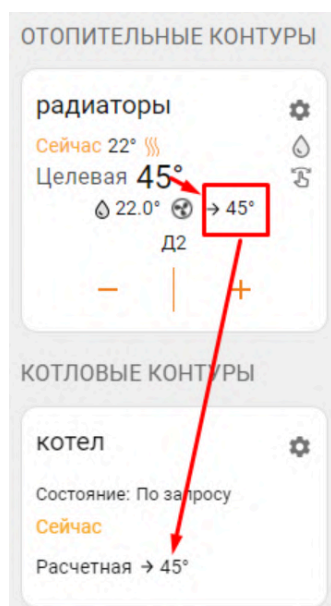 ОТОПИТЕЛЬНЫЕ КОНТУРЫ
радиаторы
Сейчас 22°
Целевая 45°
22.0° → 45°
Д2
− +
КОТЛОВЫЕ КОНТУРЫ
котел
Состояние: По запросу
Сейчас
Расчетная → 45°